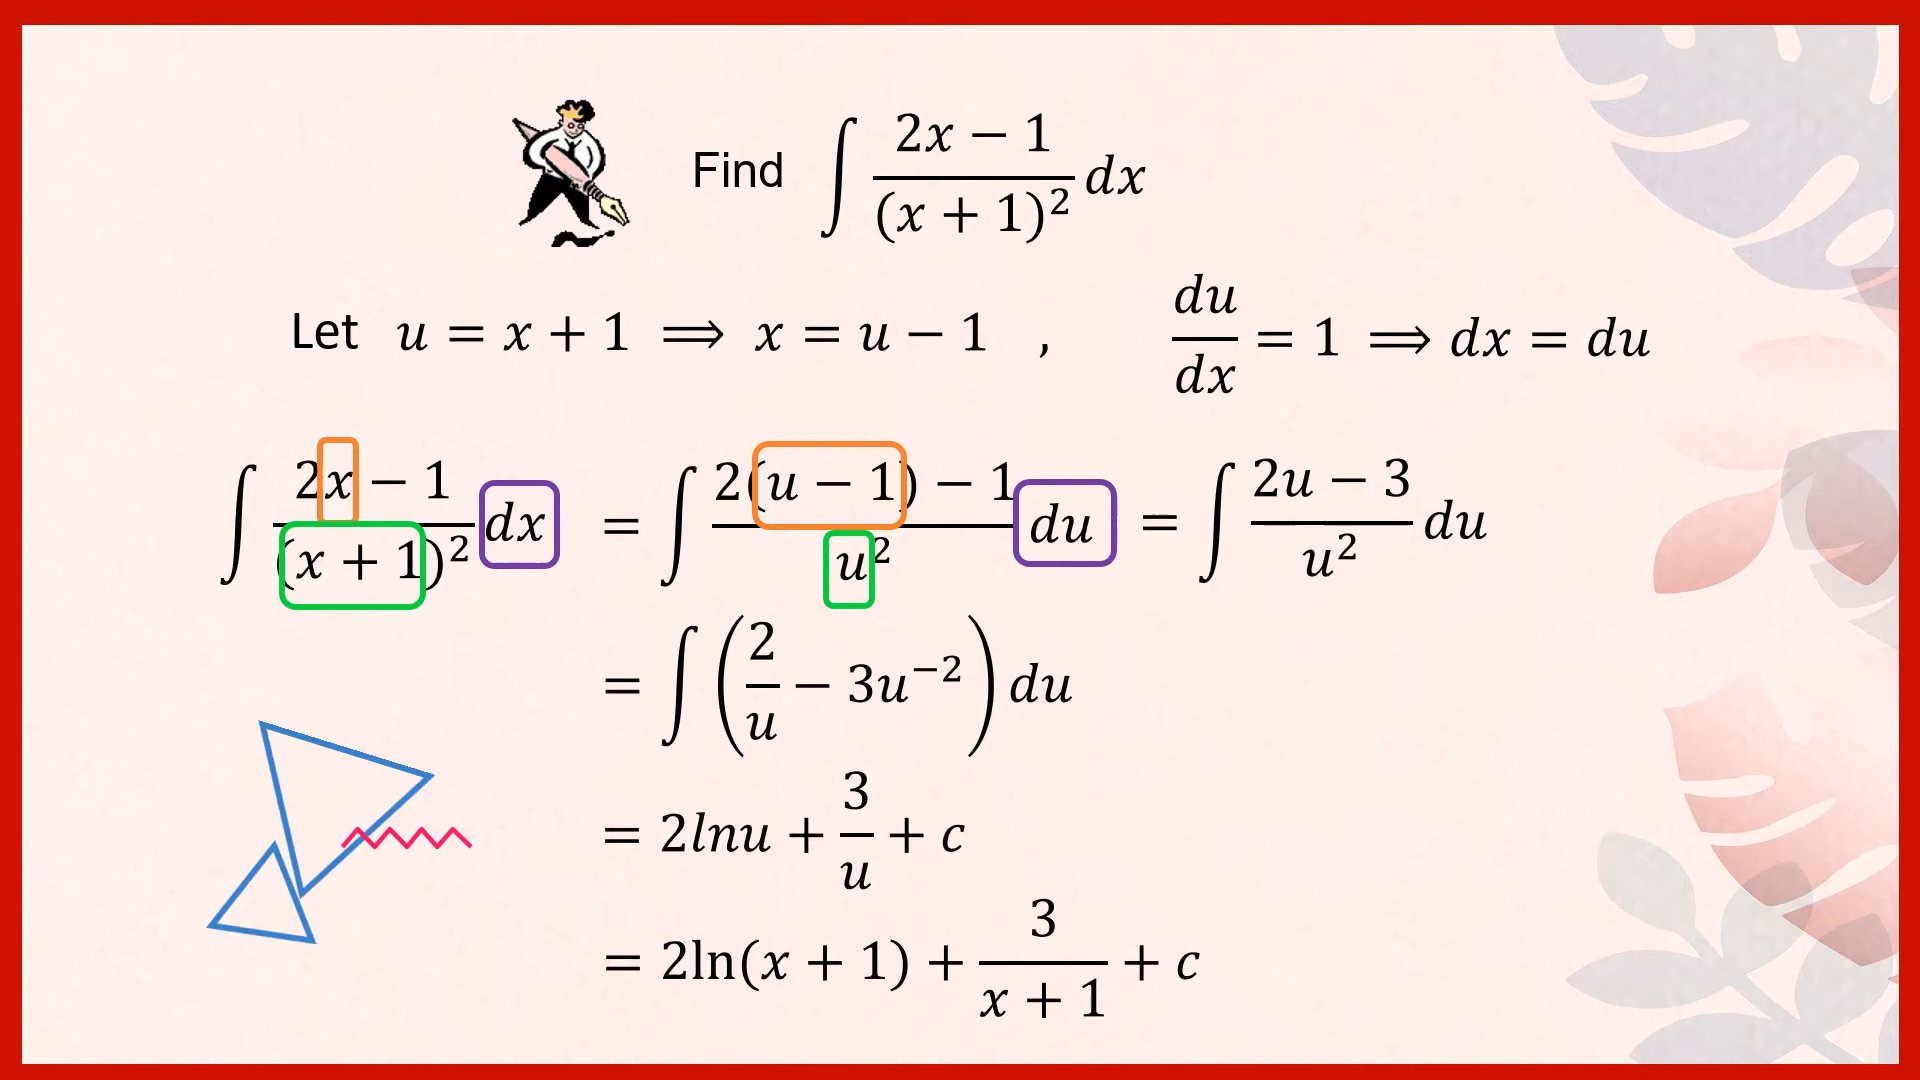 Find ∫ (2x − 1)/(x + 1)² dx
Let u = x + 1 ⟹ x = u − 1 , du/dx = 1 ⟹ dx = du
∫ (2x − 1)/(x + 1)² dx = ∫ (2(u − 1) − 1)/u² du = ∫ (2u − 3)/u² du
= ∫ (2/u − 3u⁻²) du
= 2lnu + 3/u + c
= 2ln(x + 1) + 3/(x + 1) + c